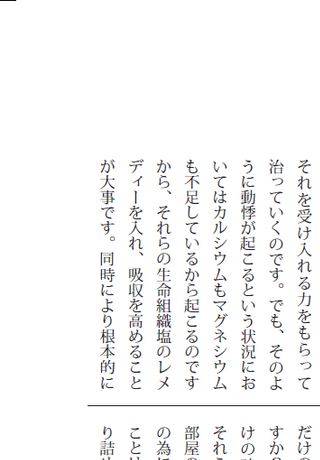 それを受け入れる力をもらって
治っていくのです。でも、そのよ
うに動悸が起こるという状況にお
いてはカルシウムもマグネシウム
も不足しているから起こるのです
から、それらの生命組織塩のレメ
ディーを入れ、吸収を高めること
が大事です。同時により根本的に
だけの
すか
けの
それ
部屋の
の為に
ことは
り詰